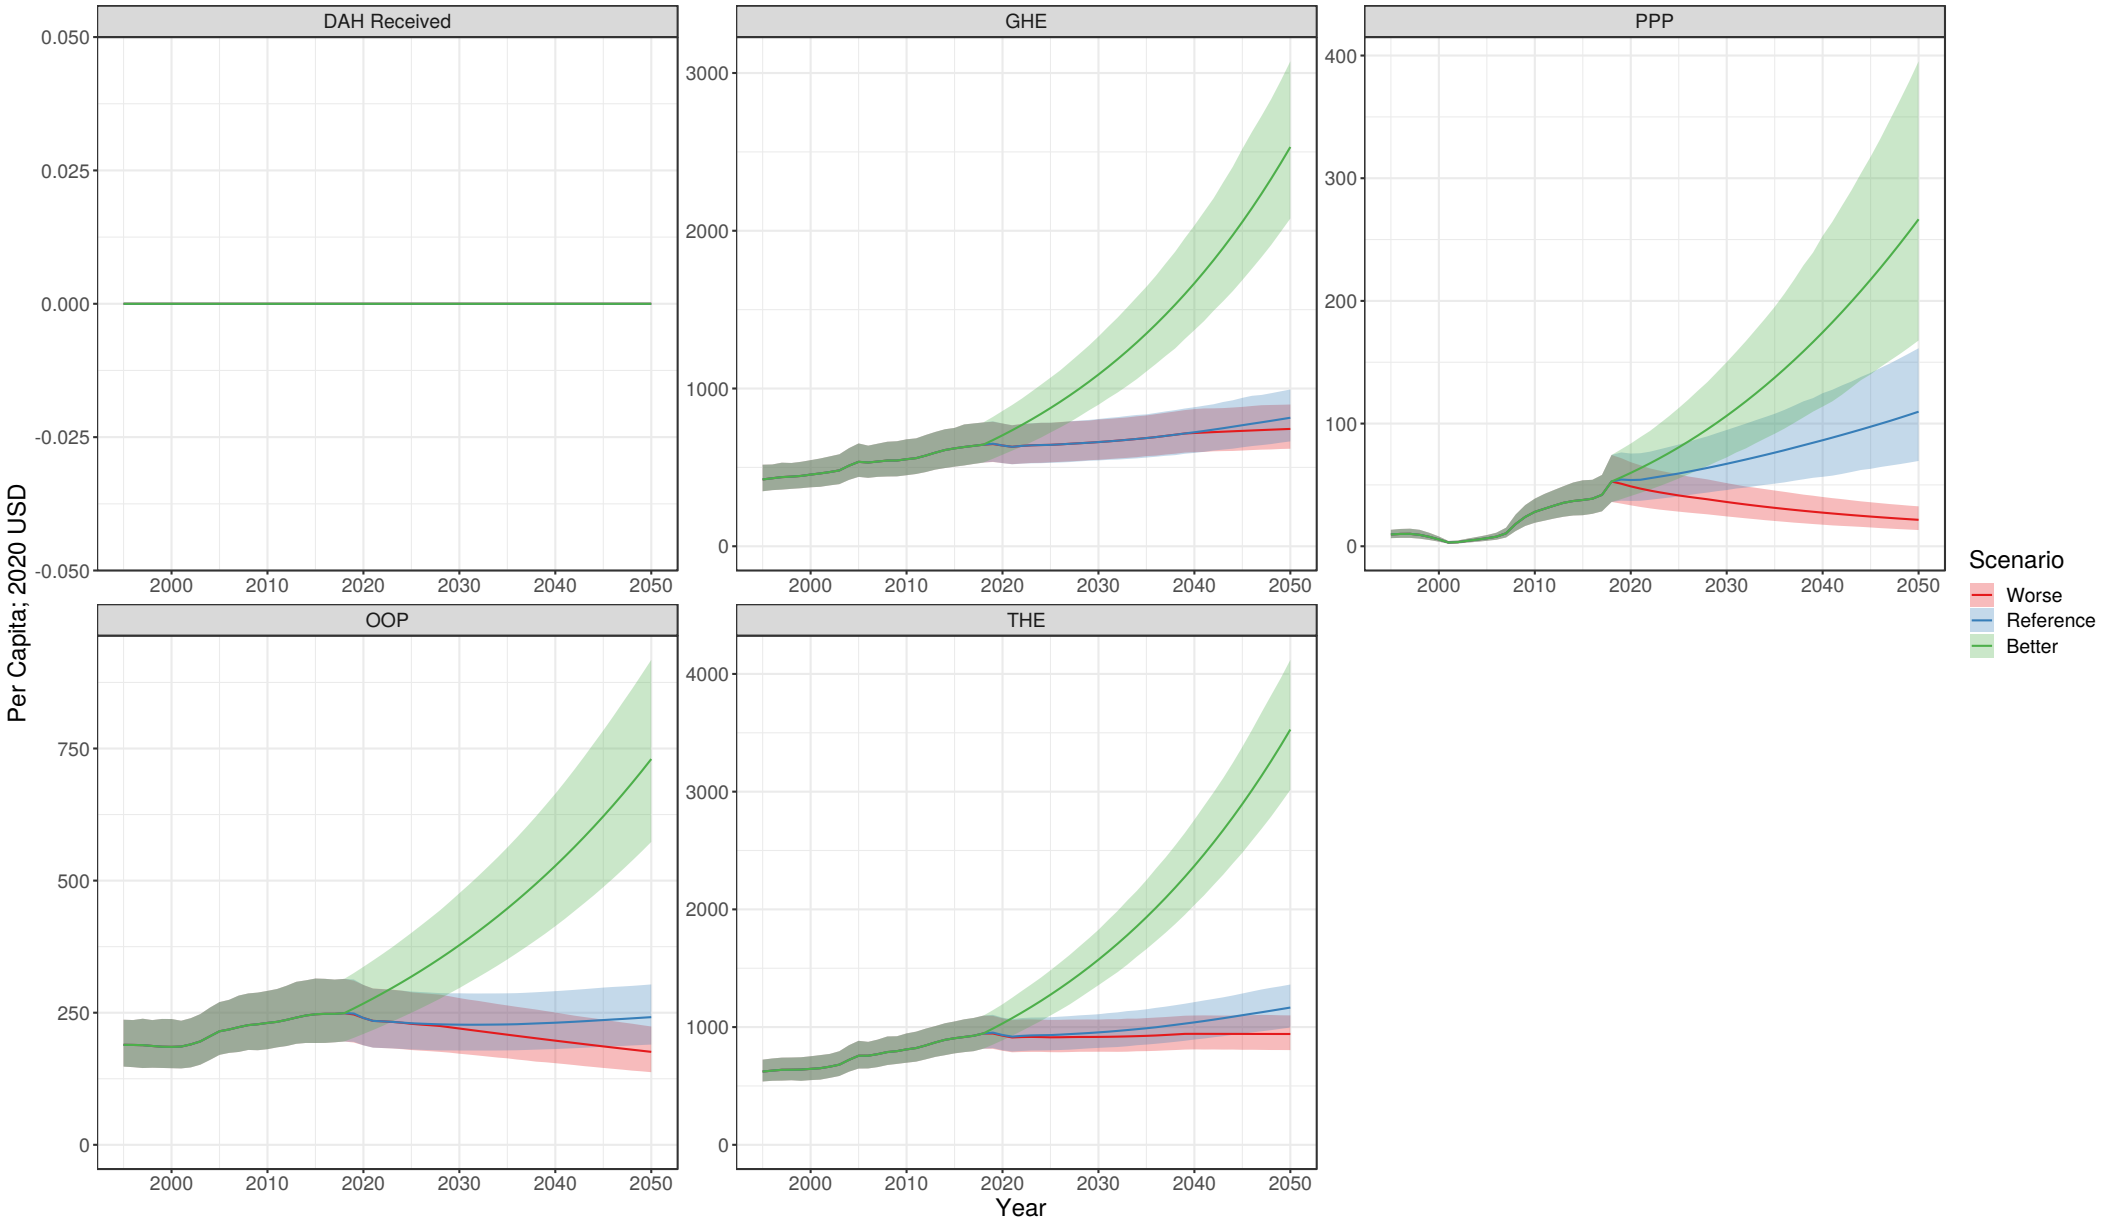 DAH Received
GHE
PPP
0.050
0.025
0.000
-0.025
-0.050
3000
2000
1000
0
400
300
200
100
0
2000 2010 2020 2030 2040 2050
2000 2010 2020 2030 2040 2050
2000 2010 2020 2030 2040 2050
OOP
THE
750
500
250
0
4000
3000
2000
1000
0
2000 2010 2020 2030 2040 2050
2000 2010 2020 2030 2040 2050
Year
Per Capita; 2020 USD
Scenario
Worse
Reference
Better